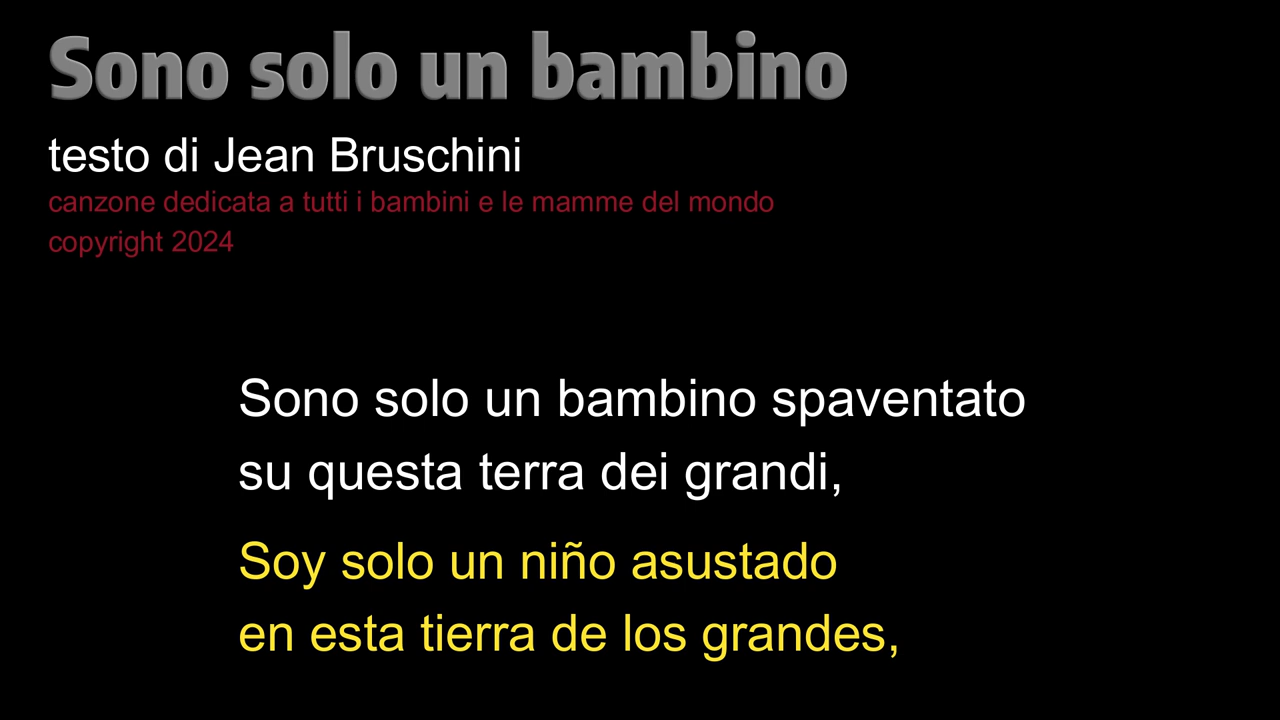 Sono solo un bambino
testo di Jean Bruschini
canzone dedicata a tutti i bambini e le mamme del mondo
copyright 2024
Sono solo un bambino spaventato
su questa terra dei grandi,
Soy solo un niño asustado
en esta tierra de los grandes,